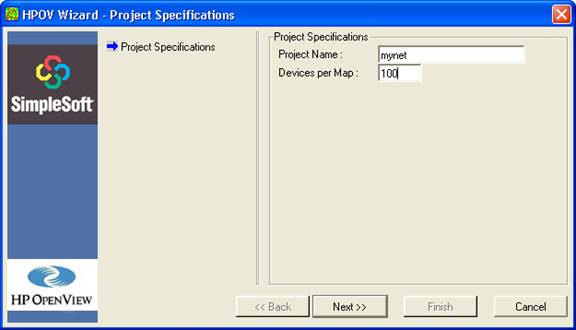 HPOV Wizard - Project Specifications
SimpleSoft
HP OPENVIEW
Project Specifications
Project Specifications
Project Name : mynet
Devices per Map : 100
<< Back Next >> Finish Cancel